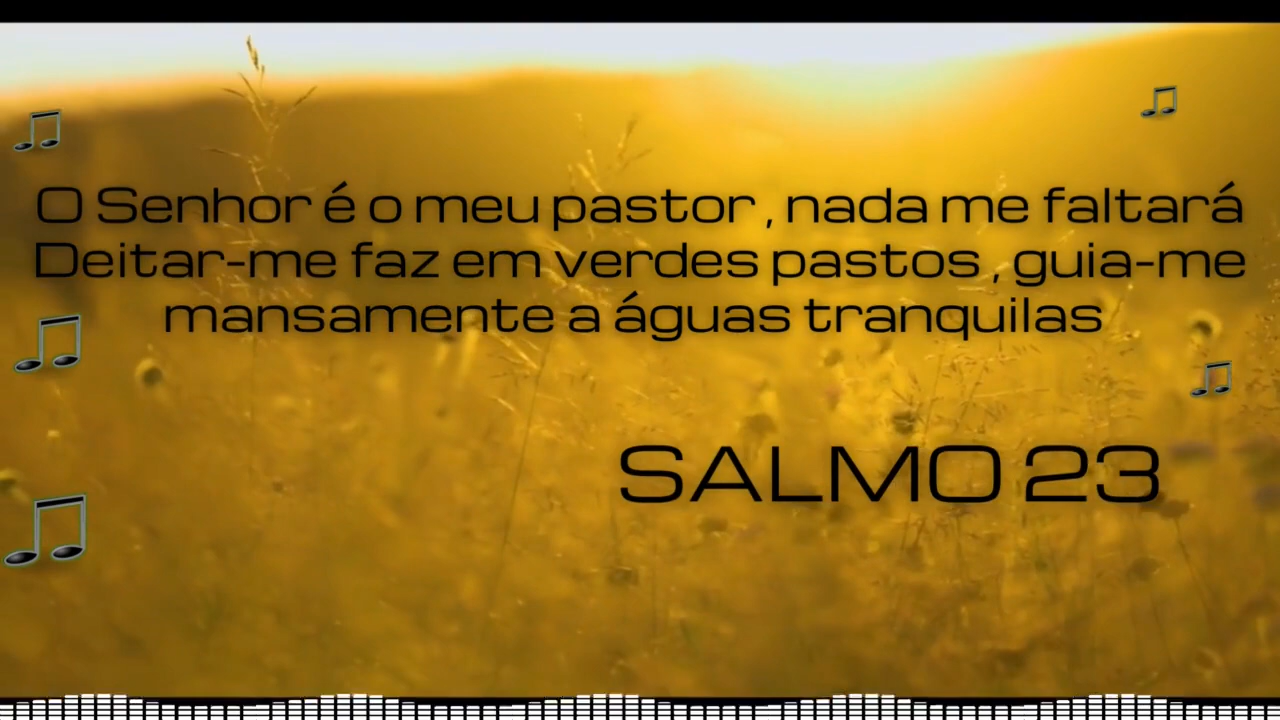 O Senhor é o meu pastor , nada me faltará
Deitar-me faz em verdes pastos , guia-me
mansamente a águas tranquilas
SALMO 23